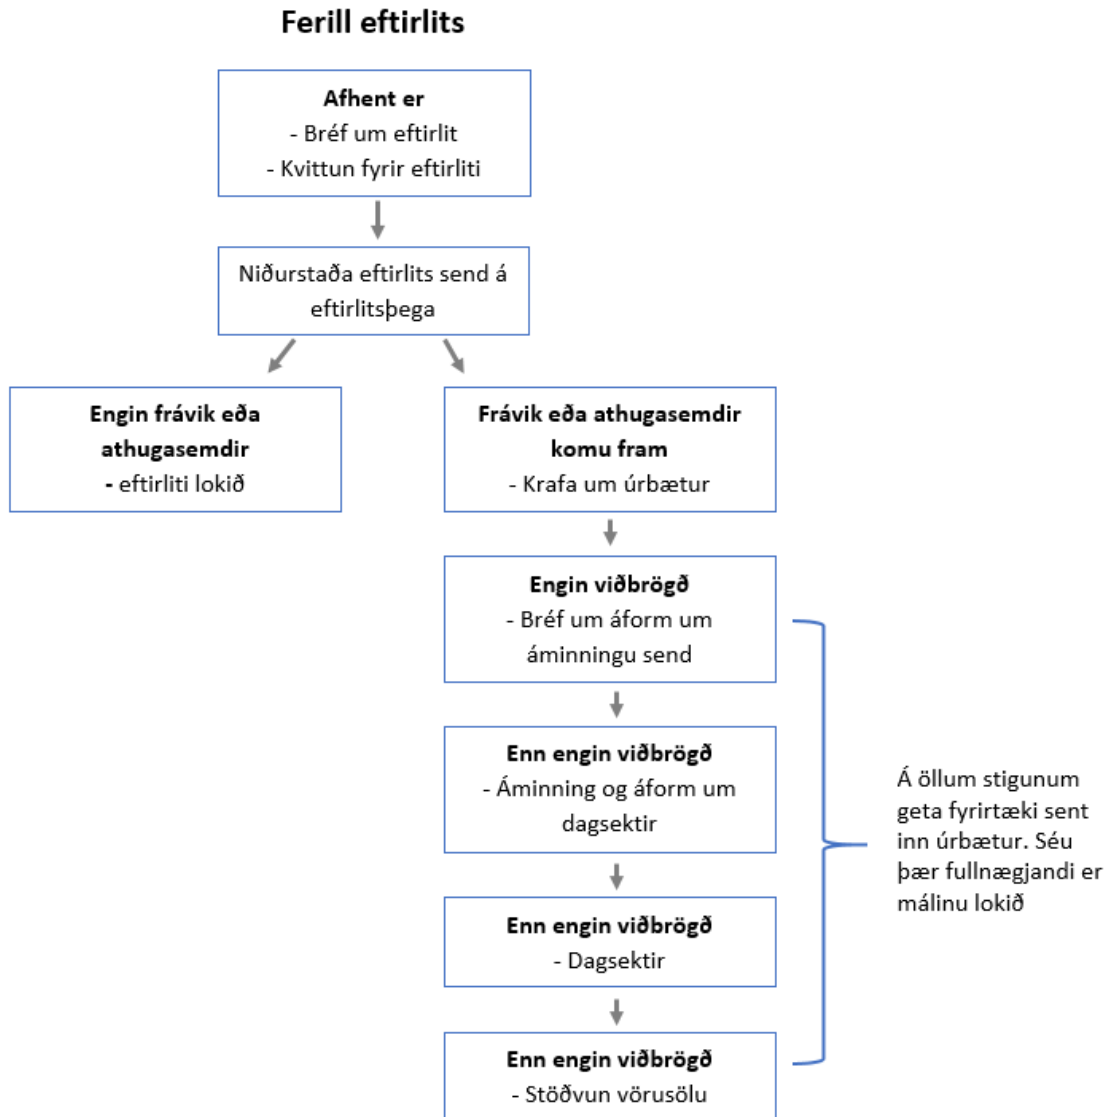 Ferill eftirlits
Afhent er
- Bréf um eftirlit
- Kvittun fyrir eftirliti
Niðurstaða eftirlits send á
eftirlitsþega
Engin frávik eða
athugasemdir
- eftirliti lokið
Frávik eða athugasemdir
komu fram
- Krafa um úrbætur
Engin viðbrögð
- Bréf um áform um
áminningu send
Enn engin viðbrögð
- Áminning og áform um
dagsektir
Enn engin viðbrögð
- Dagsektir
Enn engin viðbrögð
- Stöðvun vörusölu
Á öllum stigunum
geta fyrirtæki sent
inn úrbætur. Séu
þær fullnægjandi er
málinu lokið